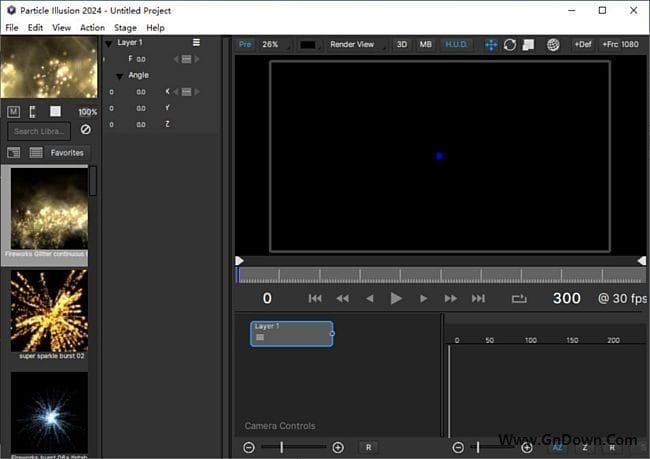 Particle Illusion 2024 - Untitled Project
File Edit View Action Stage Help
Layer 1
F 0.0
Angle
0 0.0 X
0 0.0 Y
0 0.0 Z
M 100%
Search Libra...
Favorites
Fireworks Glitter continuous
super sparkle burst 02
Fireworks burst 06a
Pre 26% Render View 3D MB H.U.D. +Def +Frc 1080
0 300 @ 30 fps
Layer 1
0 50 100 150 200
Camera Controls
R AZ Z R
Www.GnDown.Com